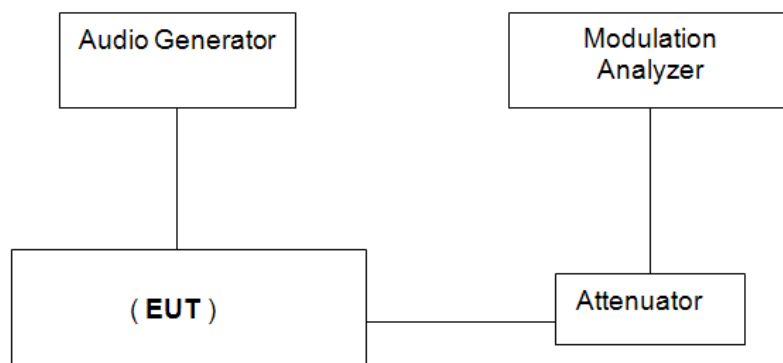 Audio Generator
Modulation
Analyzer
( EUT )
Attenuator